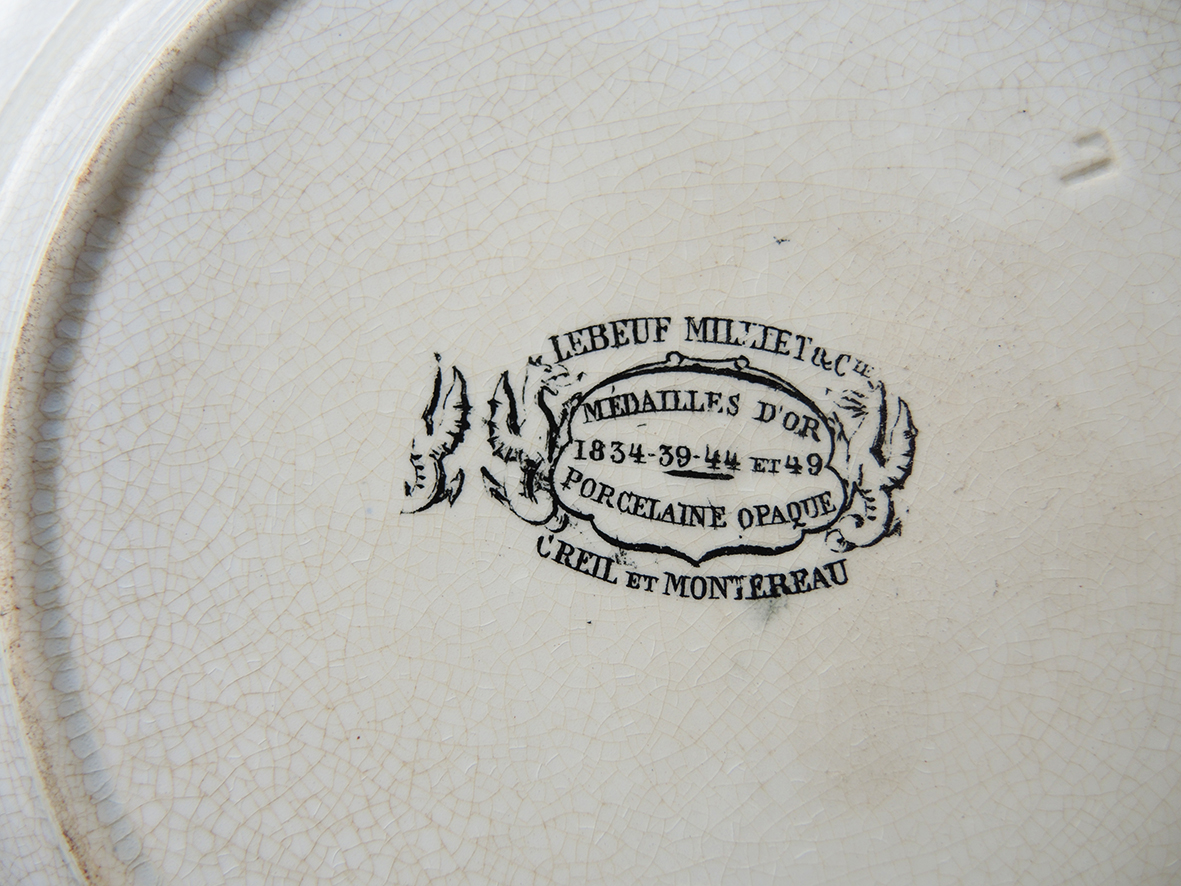 LEBEUF MILLIET & CIE
MÉDAILLES D'OR
1834-39-44 ET 49
PORCELAINE OPAQUE
CREIL ET MONTEREAU